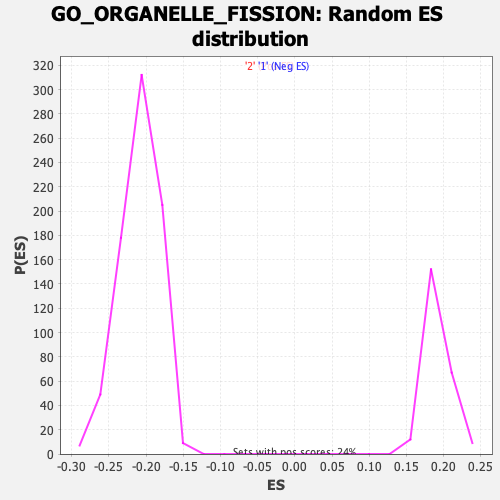 GO_ORGANELLE_FISSION: Random ES
distribution
'2' '1' (Neg ES)
320
300
280
260
240
220
200
180
160
140
120
100
80
60
40
20
0
P(ES)
Sets with pos scores: 24%
-0.30 -0.25 -0.20 -0.15 -0.10 -0.05 0.00 0.05 0.10 0.15 0.20 0.25
ES